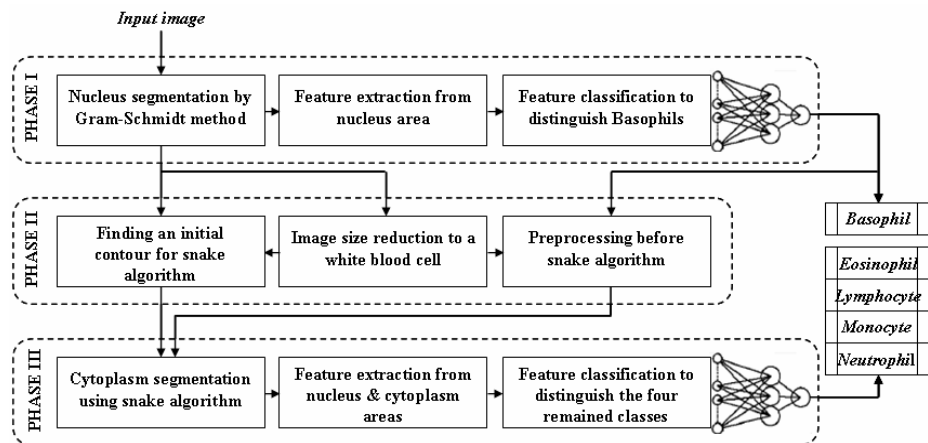 Input image
PHASE I
Nucleus segmentation by
Gram-Schmidt method
Feature extraction from
nucleus area
Feature classification to
distinguish Basophils
PHASE II
Finding an initial
contour for snake
algorithm
Image size reduction to a
white blood cell
Preprocessing before
snake algorithm
Basophil
Eosinophil
Lymphocyte
Monocyte
Neutrophil
PHASE III
Cytoplasm segmentation
using snake algorithm
Feature extraction from
nucleus & cytoplasm
areas
Feature classification to
distinguish the four
remained classes